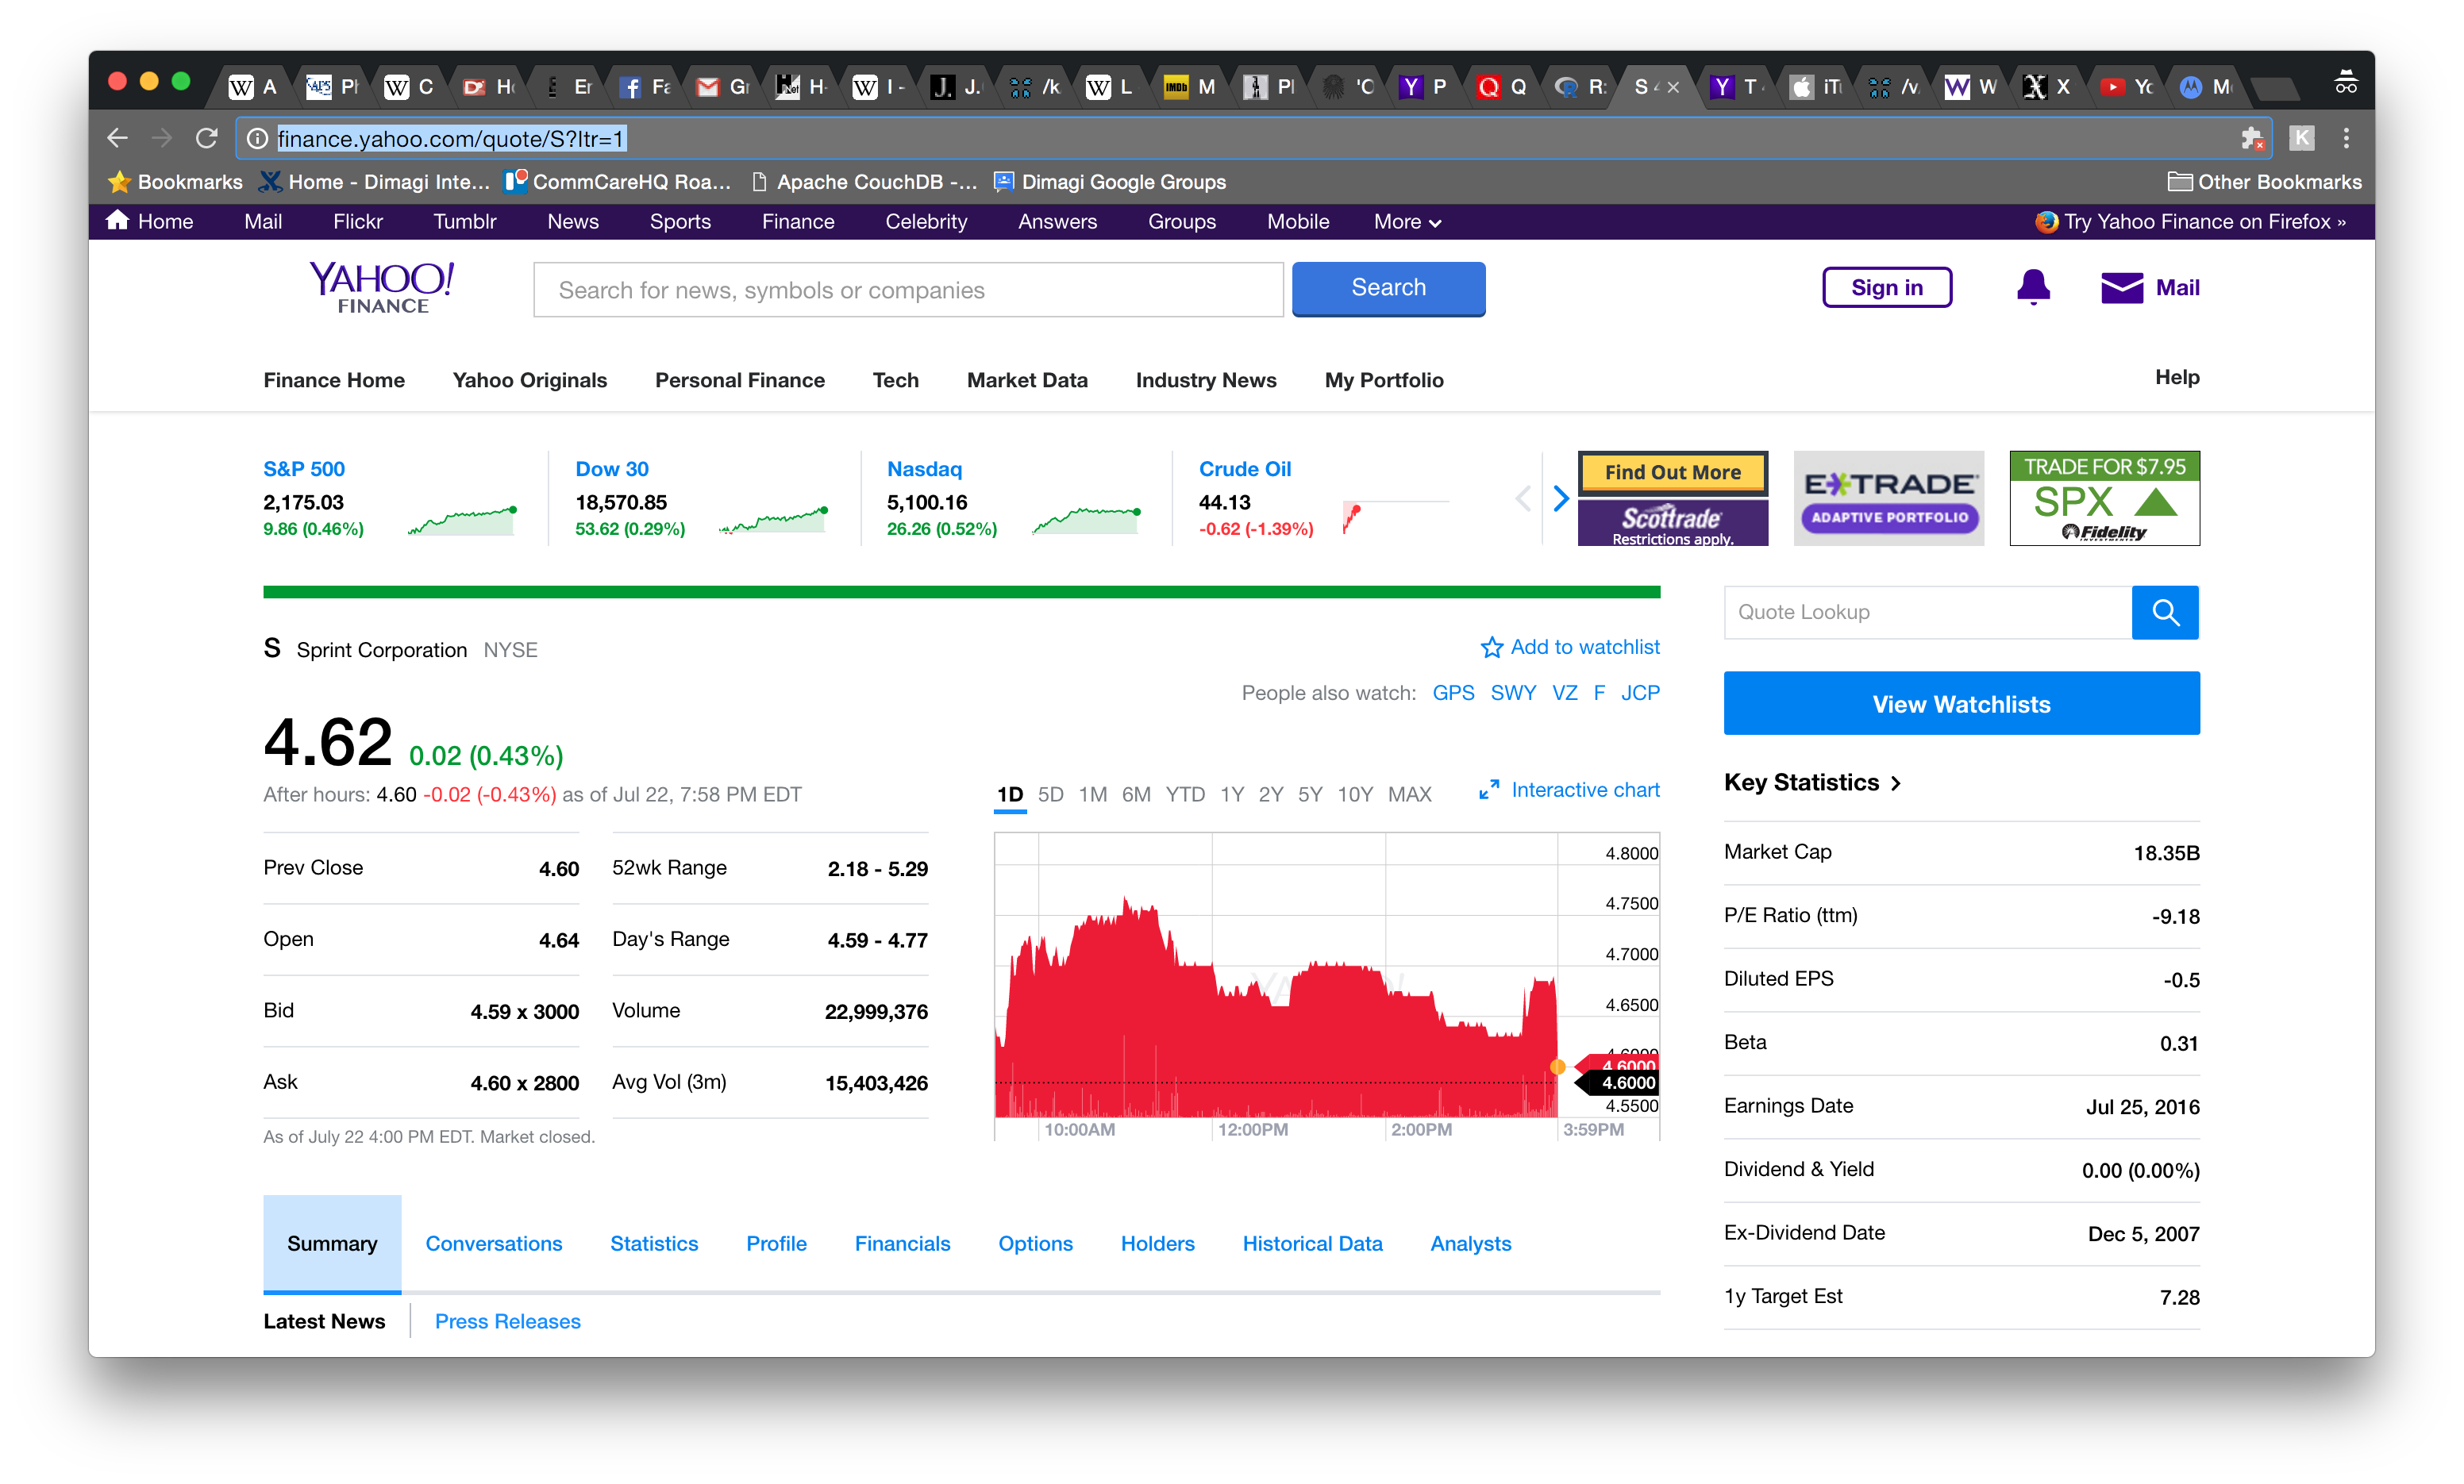 A
Ph
C
Ho
Er
Fa
Gr
H-
I -
J.
/k
L
IMDb M
Pl
'O
P
Q
R:
S 4
T
iTu
/v
W
X
Yo
M
finance.yahoo.com/quote/S?ltr=1
K
Bookmarks Home - Dimagi Inte... CommCareHQ Roa... Apache CouchDB -... Dimagi Google Groups Other Bookmarks
Home Mail Flickr Tumblr News Sports Finance Celebrity Answers Groups Mobile More Try Yahoo Finance on Firefox »
YAHOO!
FINANCE
Search for news, symbols or companies
Search
Sign in
Mail
Finance Home Yahoo Originals Personal Finance Tech Market Data Industry News My Portfolio Help
S&P 500
2,175.03
9.86 (0.46%)
Dow 30
18,570.85
53.62 (0.29%)
Nasdaq
5,100.16
26.26 (0.52%)
Crude Oil
44.13
-0.62 (-1.39%)
Find Out More
Scottrade
Restrictions apply.
E*TRADE
ADAPTIVE PORTFOLIO
TRADE FOR $7.95
SPX
Fidelity
INVESTMENTS
S Sprint Corporation NYSE
Add to watchlist
People also watch: GPS SWY VZ F JCP
4.62 0.02 (0.43%)
After hours: 4.60 -0.02 (-0.43%) as of Jul 22, 7:58 PM EDT
Prev Close 4.60
Open 4.64
Bid 4.59 x 3000
Ask 4.60 x 2800
52wk Range 2.18 - 5.29
Day's Range 4.59 - 4.77
Volume 22,999,376
Avg Vol (3m) 15,403,426
As of July 22 4:00 PM EDT. Market closed.
1D 5D 1M 6M YTD 1Y 2Y 5Y 10Y MAX
Interactive chart
4.8000
4.7500
4.7000
4.6500
4.6000
4.6000
4.6000
4.5500
10:00AM 12:00PM 2:00PM 3:59PM
Quote Lookup
View Watchlists
Key Statistics
Market Cap 18.35B
P/E Ratio (ttm) -9.18
Diluted EPS -0.5
Beta 0.31
Earnings Date Jul 25, 2016
Dividend & Yield 0.00 (0.00%)
Ex-Dividend Date Dec 5, 2007
1y Target Est 7.28
Summary Conversations Statistics Profile Financials Options Holders Historical Data Analysts
Latest News Press Releases